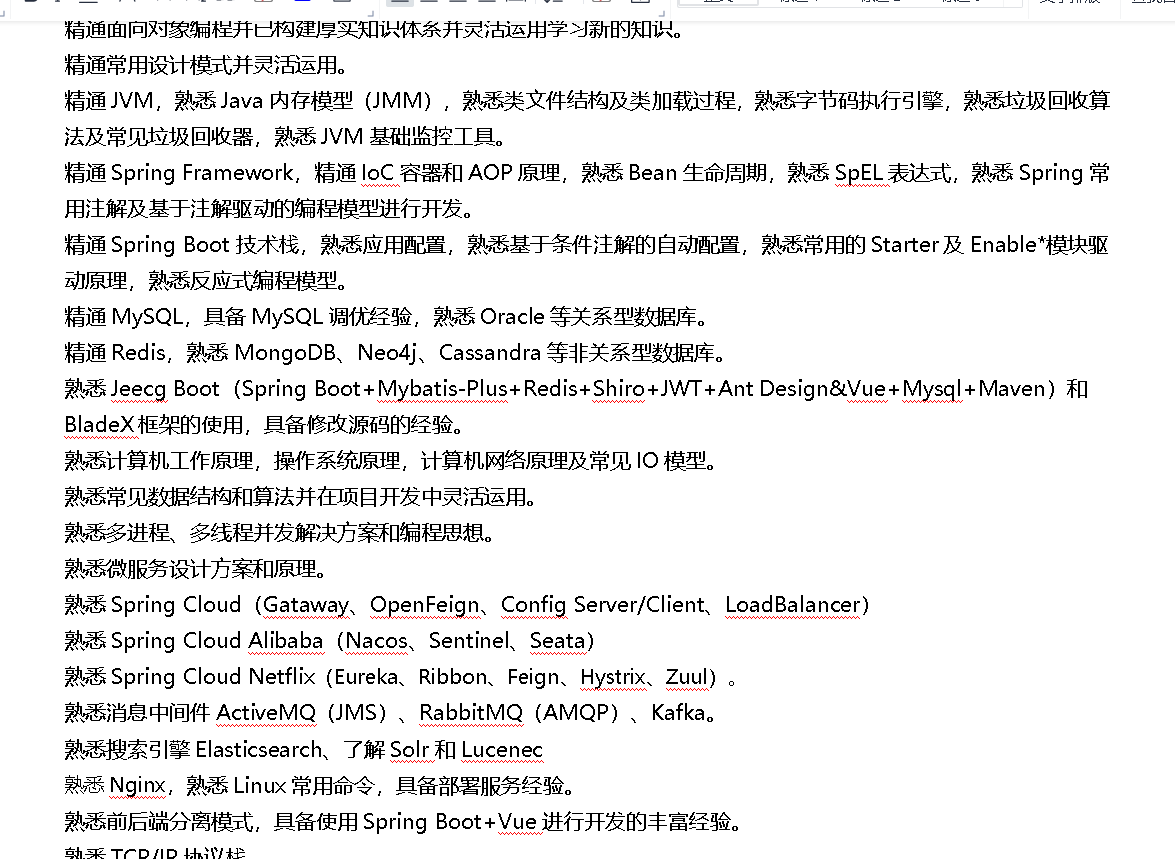 精通面向对象编程并已构建厚实知识体系并灵活运用学习新的知识。
精通常用设计模式并灵活运用。
精通 JVM，熟悉 Java 内存模型（JMM），熟悉类文件结构及类加载过程，熟悉字节码执行引擎，熟悉垃圾回收算
法及常见垃圾回收器，熟悉 JVM 基础监控工具。
精通 Spring Framework，精通 IoC 容器和 AOP 原理，熟悉 Bean 生命周期，熟悉 SpEL 表达式，熟悉 Spring 常
用注解及基于注解驱动的编程模型进行开发。
精通 Spring Boot 技术栈，熟悉应用配置，熟悉基于条件注解的自动配置，熟悉常用的 Starter 及 Enable*模块驱
动原理，熟悉反应式编程模型。
精通 MySQL，具备 MySQL 调优经验，熟悉 Oracle 等关系型数据库。
精通 Redis，熟悉 MongoDB、Neo4j、Cassandra 等非关系型数据库。
熟悉 Jeecg Boot（Spring Boot+Mybatis-Plus+Redis+Shiro+JWT+Ant Design&Vue+Mysql+Maven）和
BladeX 框架的使用，具备修改源码的经验。
熟悉计算机工作原理，操作系统原理，计算机网络原理及常见 IO 模型。
熟悉常见数据结构和算法并在项目开发中灵活运用。
熟悉多进程、多线程并发解决方案和编程思想。
熟悉微服务设计方案和原理。
熟悉 Spring Cloud（Gataway、OpenFeign、Config Server/Client、LoadBalancer）
熟悉 Spring Cloud Alibaba（Nacos、Sentinel、Seata）
熟悉 Spring Cloud Netflix（Eureka、Ribbon、Feign、Hystrix、Zuul）。
熟悉消息中间件 ActiveMQ（JMS）、RabbitMQ（AMQP）、Kafka。
熟悉搜索引擎 Elasticsearch、了解 Solr 和 Lucenec
熟悉 Nginx，熟悉 Linux 常用命令，具备部署服务经验。
熟悉前后端分离模式，具备使用 Spring Boot+Vue 进行开发的丰富经验。
熟悉 TCP/IP 协议栈